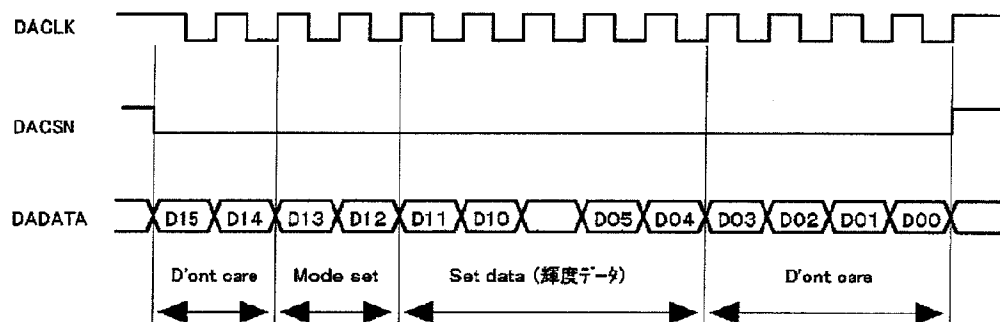 DACLK
DACSN
DADATA D15 D14 D13 D12 D11 D10 D05 D04 D03 D02 D01 D00
D'ont care Mode set Set data (輝度データ) D'ont care